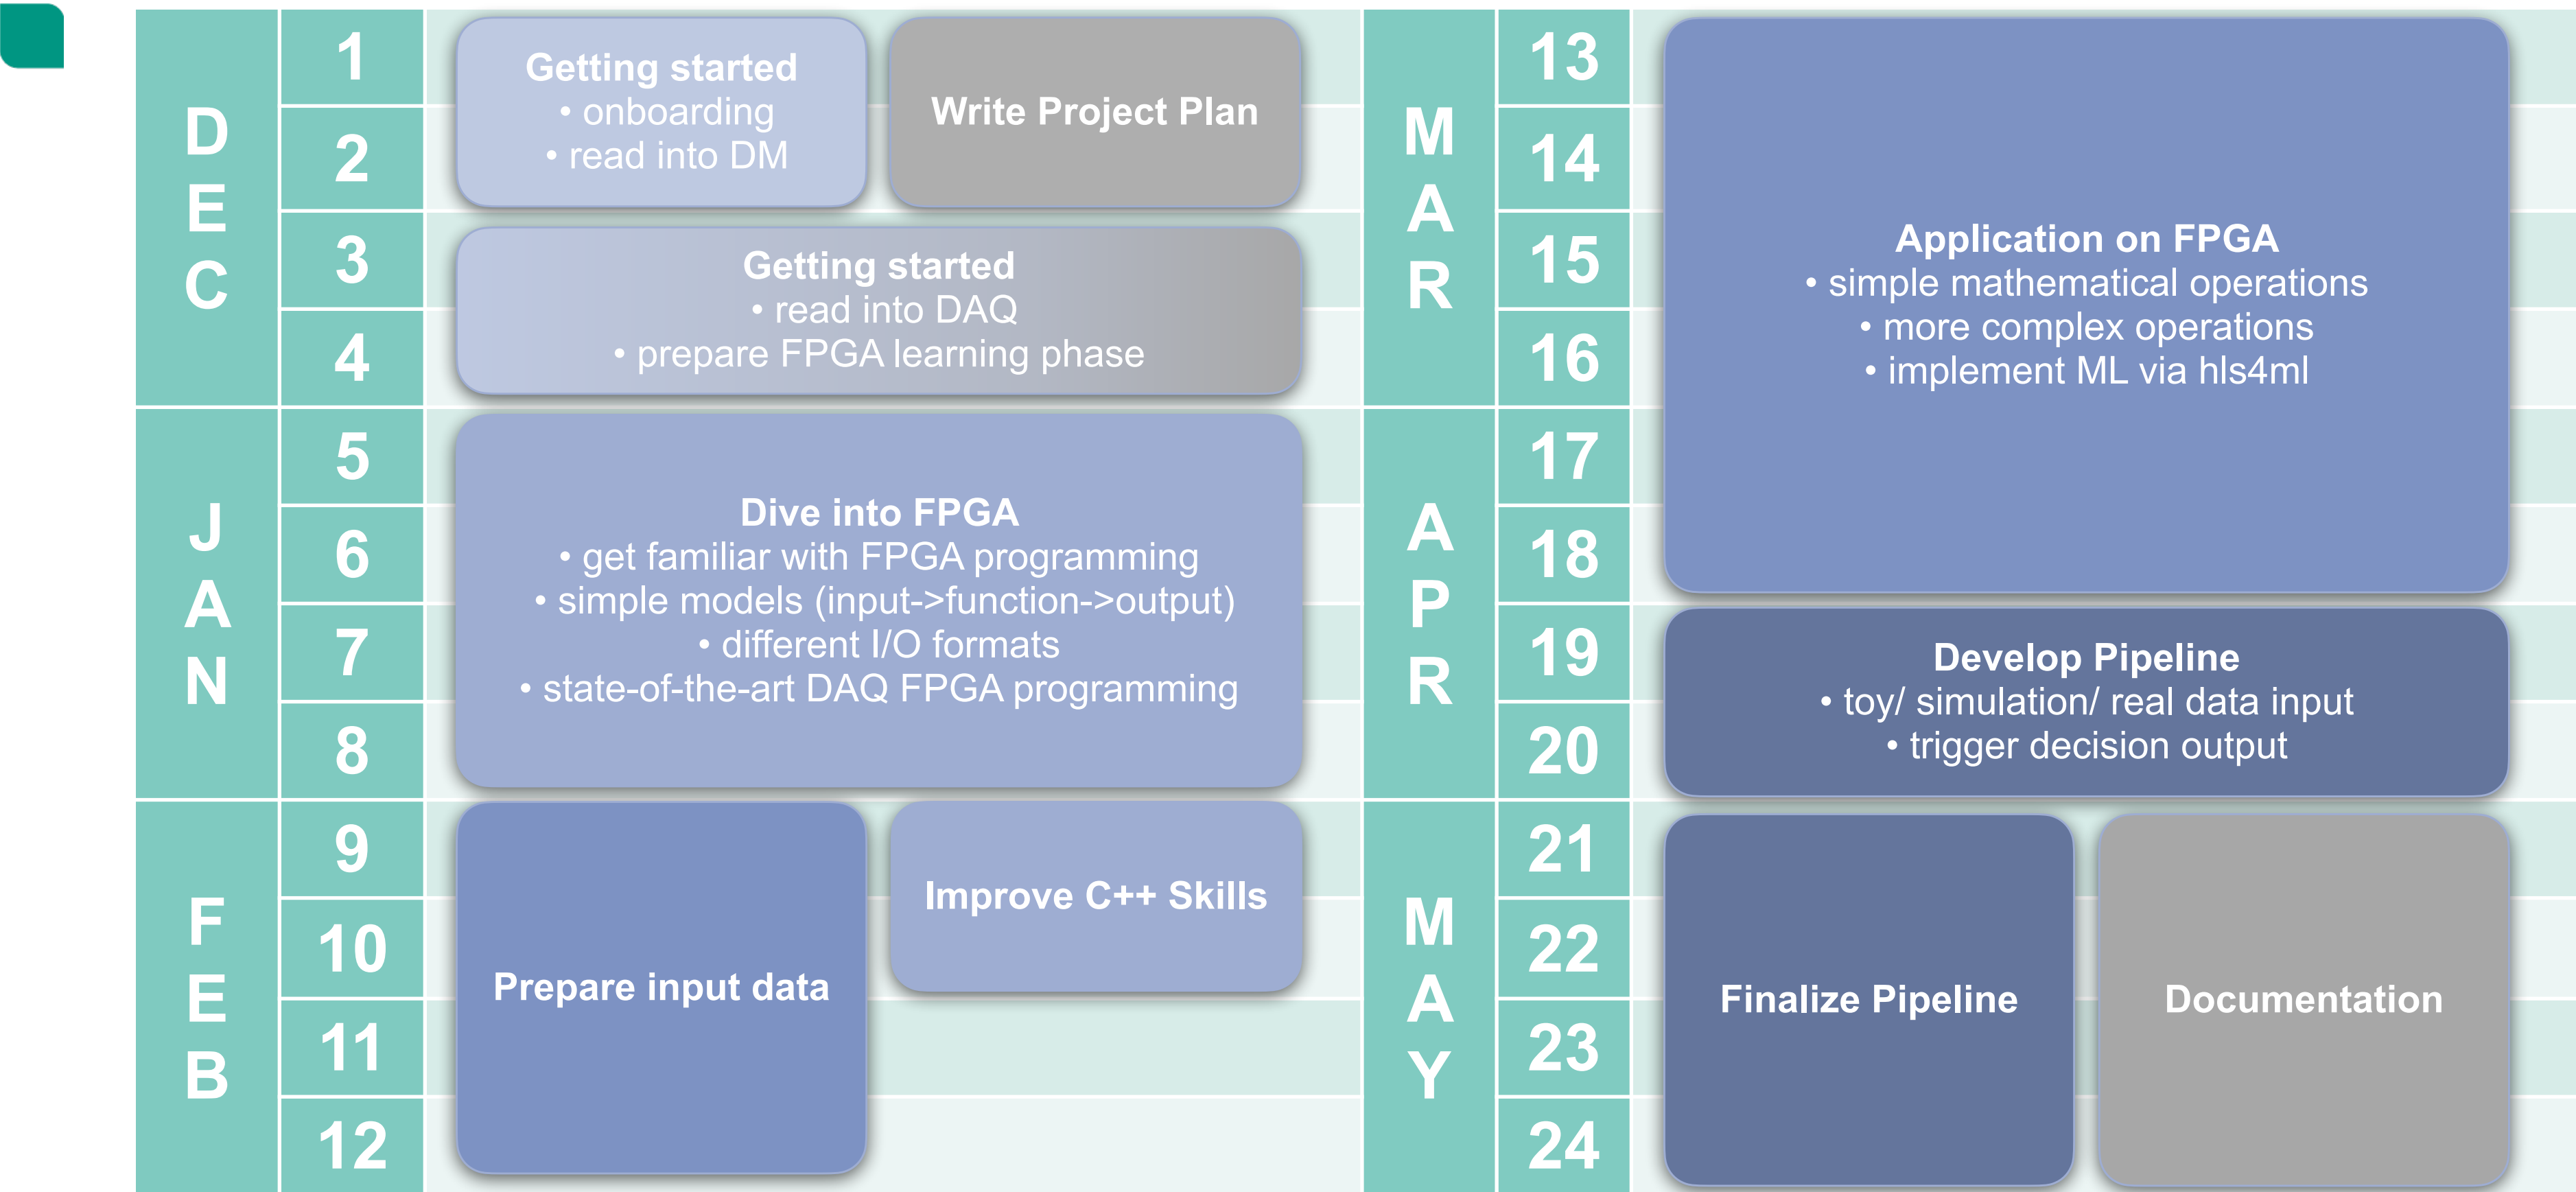 D
E
C
1
2
3
4
Getting started
• onboarding
• read into DM
Write Project Plan
Getting started
• read into DAQ
• prepare FPGA learning phase
J
A
N
5
6
7
8
Dive into FPGA
• get familiar with FPGA programming
• simple models (input->function->output)
• different I/O formats
• state-of-the-art DAQ FPGA programming
F
E
B
9
10
11
12
Prepare input data
Improve C++ Skills
M
A
R
13
14
15
16
Application on FPGA
• simple mathematical operations
• more complex operations
• implement ML via hls4ml
A
P
R
17
18
19
20
Develop Pipeline
• toy/ simulation/ real data input
• trigger decision output
M
A
Y
21
22
23
24
Finalize Pipeline
Documentation